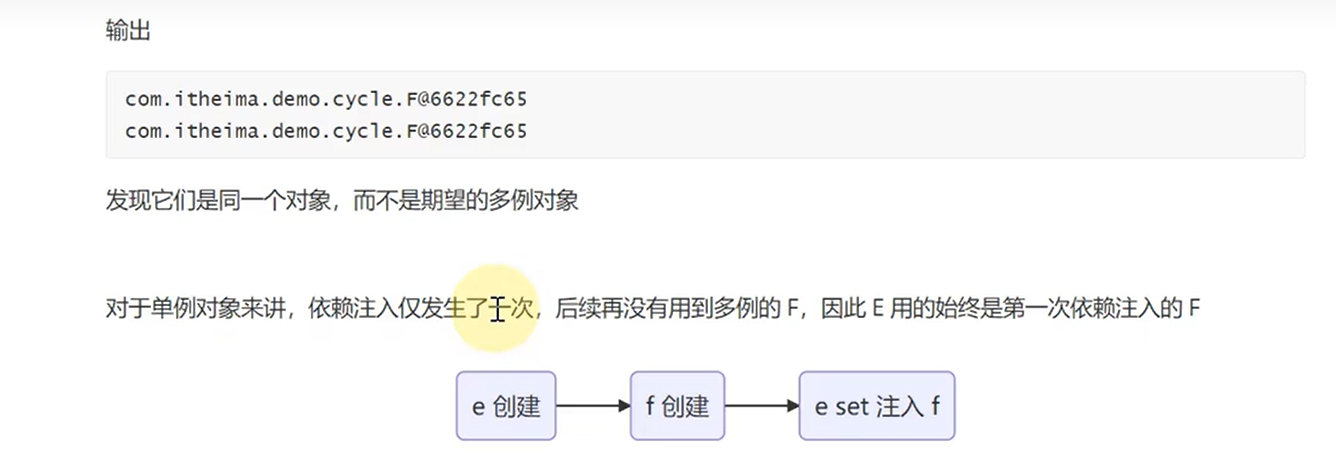 输出
com.itheima.demo.cycle.F@6622fc65
com.itheima.demo.cycle.F@6622fc65
发现它们是同一个对象，而不是期望的多例对象
对于单例对象来讲，依赖注入仅发生了一次，后续再没有用到多例的 F，因此 E 用的始终是第一次依赖注入的 F
e 创建
f 创建
e set 注入 f